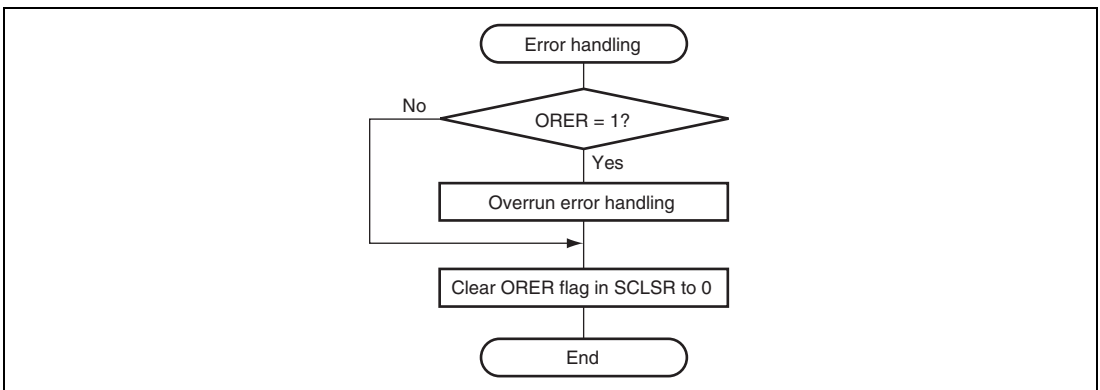 Error handling
No
ORER = 1?
Yes
Overrun error handling
Clear ORER flag in SCLSR to 0
End